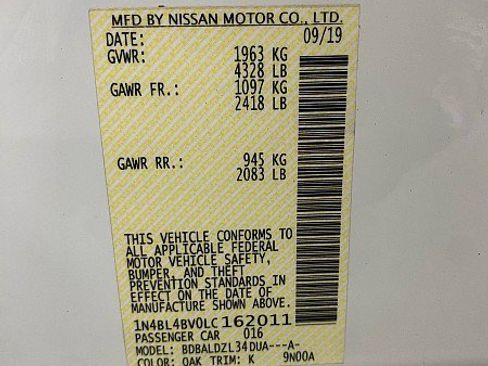 MFD BY NISSAN MOTOR CO., LTD.
DATE: 09/19
GVWR: 1963 KG
4328 LB
GAWR FR.: 1097 KG
2418 LB
GAWR RR.: 945 KG
2083 LB
THIS VEHICLE CONFORMS TO
ALL APPLICABLE FEDERAL
MOTOR VEHICLE SAFETY,
BUMPER, AND THEFT
PREVENTION STANDARDS IN
EFFECT ON THE DATE OF
MANUFACTURE SHOWN ABOVE.
1N4BL4BV0LC162011
PASSENGER CAR 016
MODEL: BDBALDZL34DUA---A-
COLOR: QAK TRIM: K 9N00A